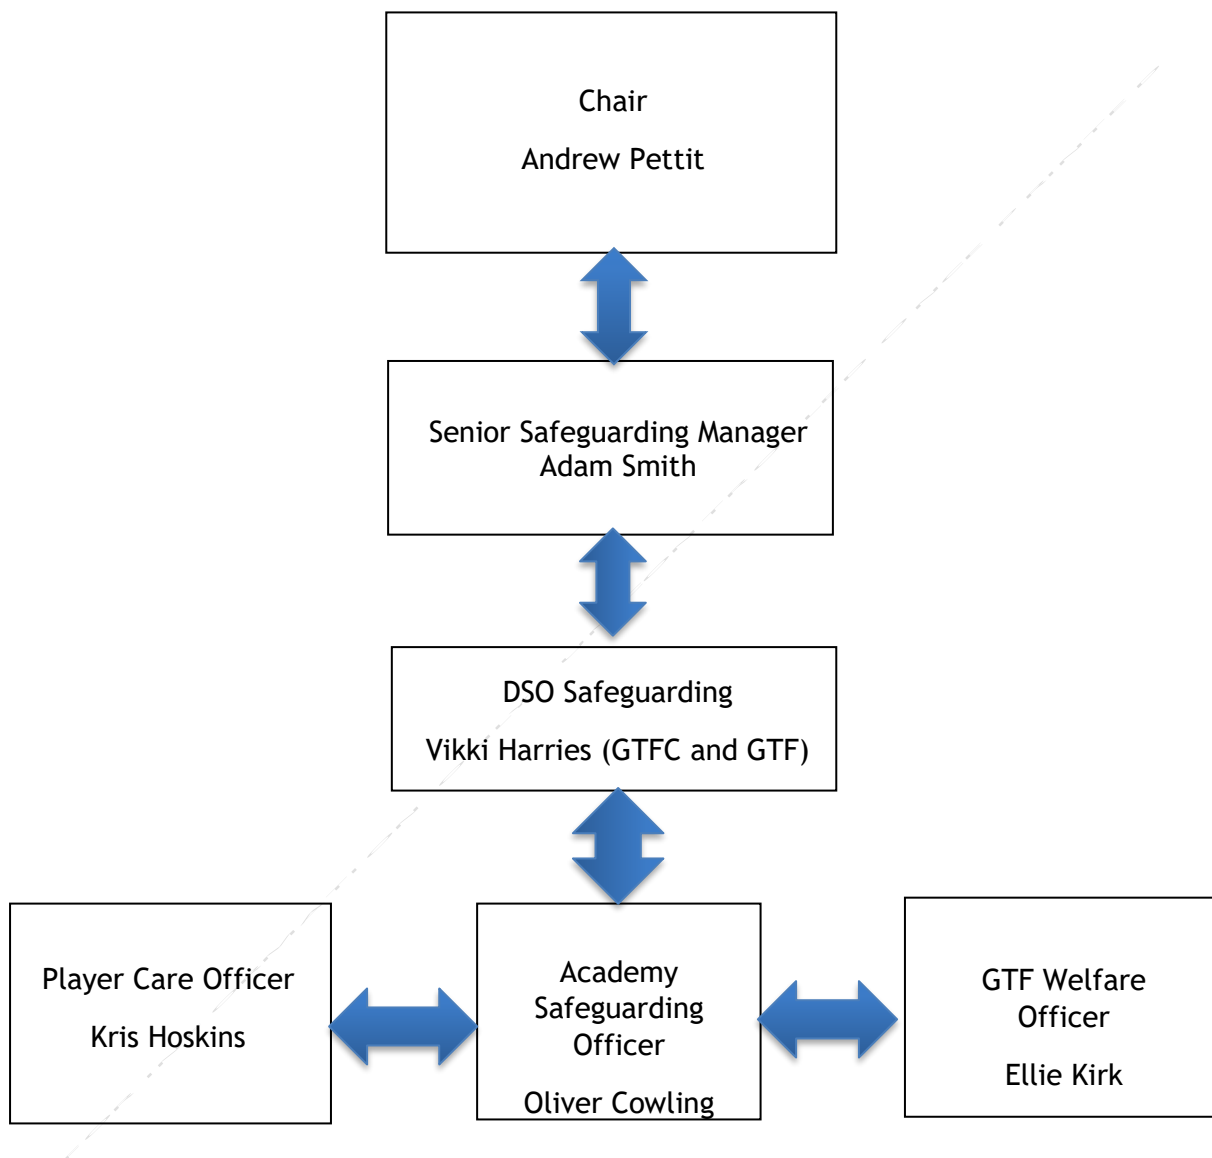 Chair
Andrew Pettit
Senior Safeguarding Manager
Adam Smith
DSO Safeguarding
Vikki Harries (GTFC and GTF)
Player Care Officer
Kris Hoskins
Academy
Safeguarding
Officer
Oliver Cowling
GTF Welfare
Officer
Ellie Kirk